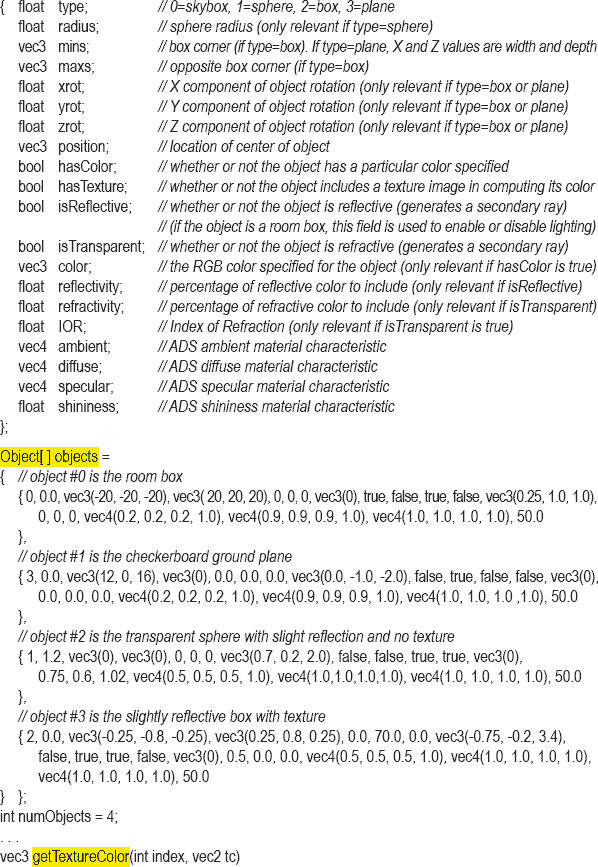 { float type; // 0=skybox, 1=sphere, 2=box, 3=plane
float radius; // sphere radius (only relevant if type=sphere)
vec3 mins; // box corner (if type=box). If type=plane, X and Z values are width and depth
vec3 maxs; // opposite box corner (if type=box)
float xrot; // X component of object rotation (only relevant if type=box or plane)
float yrot; // Y component of object rotation (only relevant if type=box or plane)
float zrot; // Z component of object rotation (only relevant if type=box or plane)
vec3 position; // location of center of object
bool hasColor; // whether or not the object has a particular color specified
bool hasTexture; // whether or not the object includes a texture image in computing its color
bool isReflective; // whether or not the object is reflective (generates a secondary ray)
// (if the object is a room box, this field is used to enable or disable lighting)
bool isTransparent; // whether or not the object is refractive (generates a secondary ray)
vec3 color; // the RGB color specified for the object (only relevant if hasColor is true)
float reflectivity; // percentage of reflective color to include (only relevant if isReflective)
float refractivity; // percentage of refractive color to include (only relevant if isTransparent)
float IOR; // Index of Refraction (only relevant if isTransparent is true)
vec4 ambient; // ADS ambient material characteristic
vec4 diffuse; // ADS diffuse material characteristic
vec4 specular; // ADS specular material characteristic
float shininess; // ADS shininess material characteristic
};
Object[ ] objects =
{ // object #0 is the room box
{ 0, 0.0, vec3(-20, -20, -20), vec3( 20, 20, 20), 0, 0, 0, vec3(0), true, false, true, false, vec3(0.25, 1.0, 1.0),
0, 0, 0, vec4(0.2, 0.2, 0.2, 1.0), vec4(0.9, 0.9, 0.9, 1.0), vec4(1.0, 1.0, 1.0, 1.0), 50.0
},
// object #1 is the checkerboard ground plane
{ 3, 0.0, vec3(12, 0, 16), vec3(0), 0.0, 0.0, 0.0, vec3(0.0, -1.0, -2.0), false, true, false, false, vec3(0),
0.0, 0.0, 0.0, vec4(0.2, 0.2, 0.2, 1.0), vec4(0.9, 0.9, 0.9, 1.0), vec4(1.0, 1.0, 1.0 ,1.0), 50.0
},
// object #2 is the transparent sphere with slight reflection and no texture
{ 1, 1.2, vec3(0), vec3(0), 0, 0, 0, vec3(0.7, 0.2, 2.0), false, false, true, true, vec3(0),
0.75, 0.6, 1.02, vec4(0.5, 0.5, 0.5, 1.0), vec4(1.0,1.0,1.0,1.0), vec4(1.0, 1.0, 1.0, 1.0), 50.0
},
// object #3 is the slightly reflective box with texture
{ 2, 0.0, vec3(-0.25, -0.8, -0.25), vec3(0.25, 0.8, 0.25), 0.0, 70.0, 0.0, vec3(-0.75, -0.2, 3.4),
false, true, true, false, vec3(0), 0.5, 0.0, 0.0, vec4(0.5, 0.5, 0.5, 1.0), vec4(1.0, 1.0, 1.0, 1.0),
vec4(1.0, 1.0, 1.0, 1.0), 50.0
} };
int numObjects = 4;
. . .
vec3 getTextureColor(int index, vec2 tc)